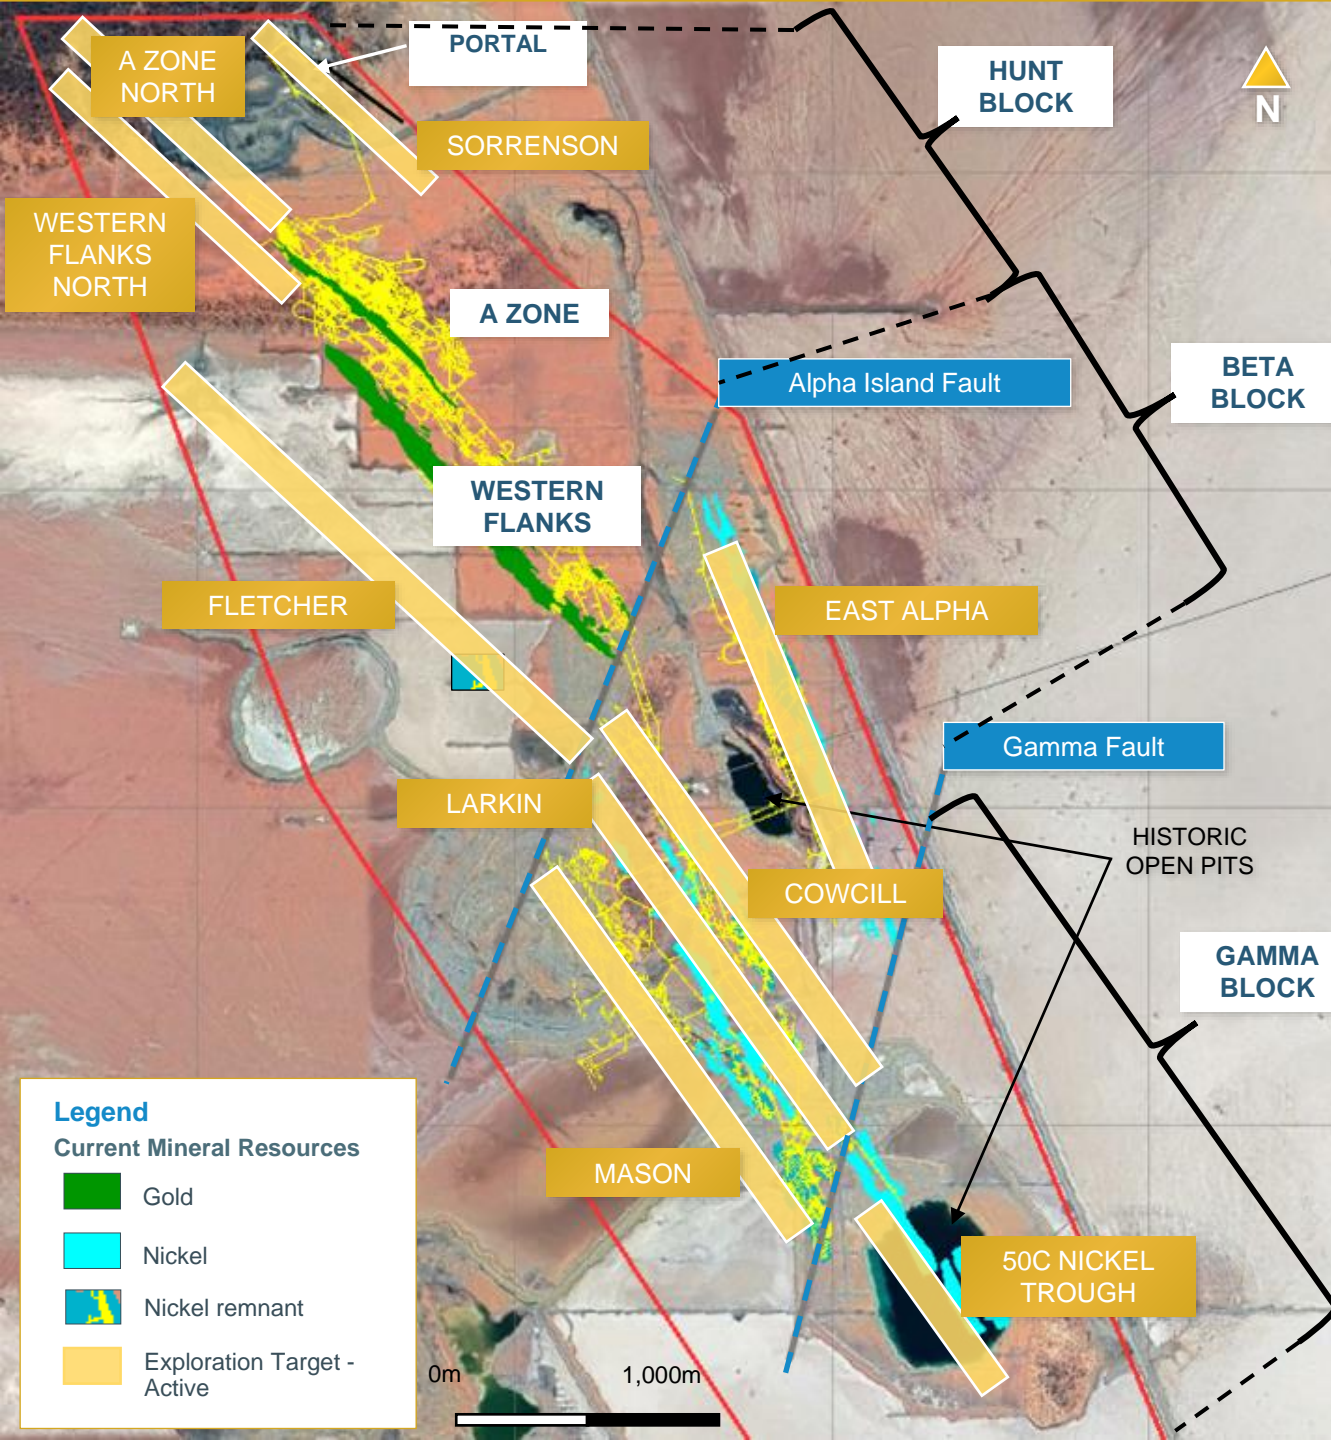 PORTAL
A ZONE
NORTH
HUNT
BLOCK
N
SORRENSON
WESTERN
FLANKS
NORTH
A ZONE
Alpha Island Fault
BETA
BLOCK
WESTERN
FLANKS
FLETCHER
EAST ALPHA
Gamma Fault
LARKIN
HISTORIC
OPEN PITS
COWCILL
GAMMA
BLOCK
MASON
50C NICKEL
TROUGH
Legend
Current Mineral Resources
Gold
Nickel
Nickel remnant
Exploration Target -
Active
0m
1,000m